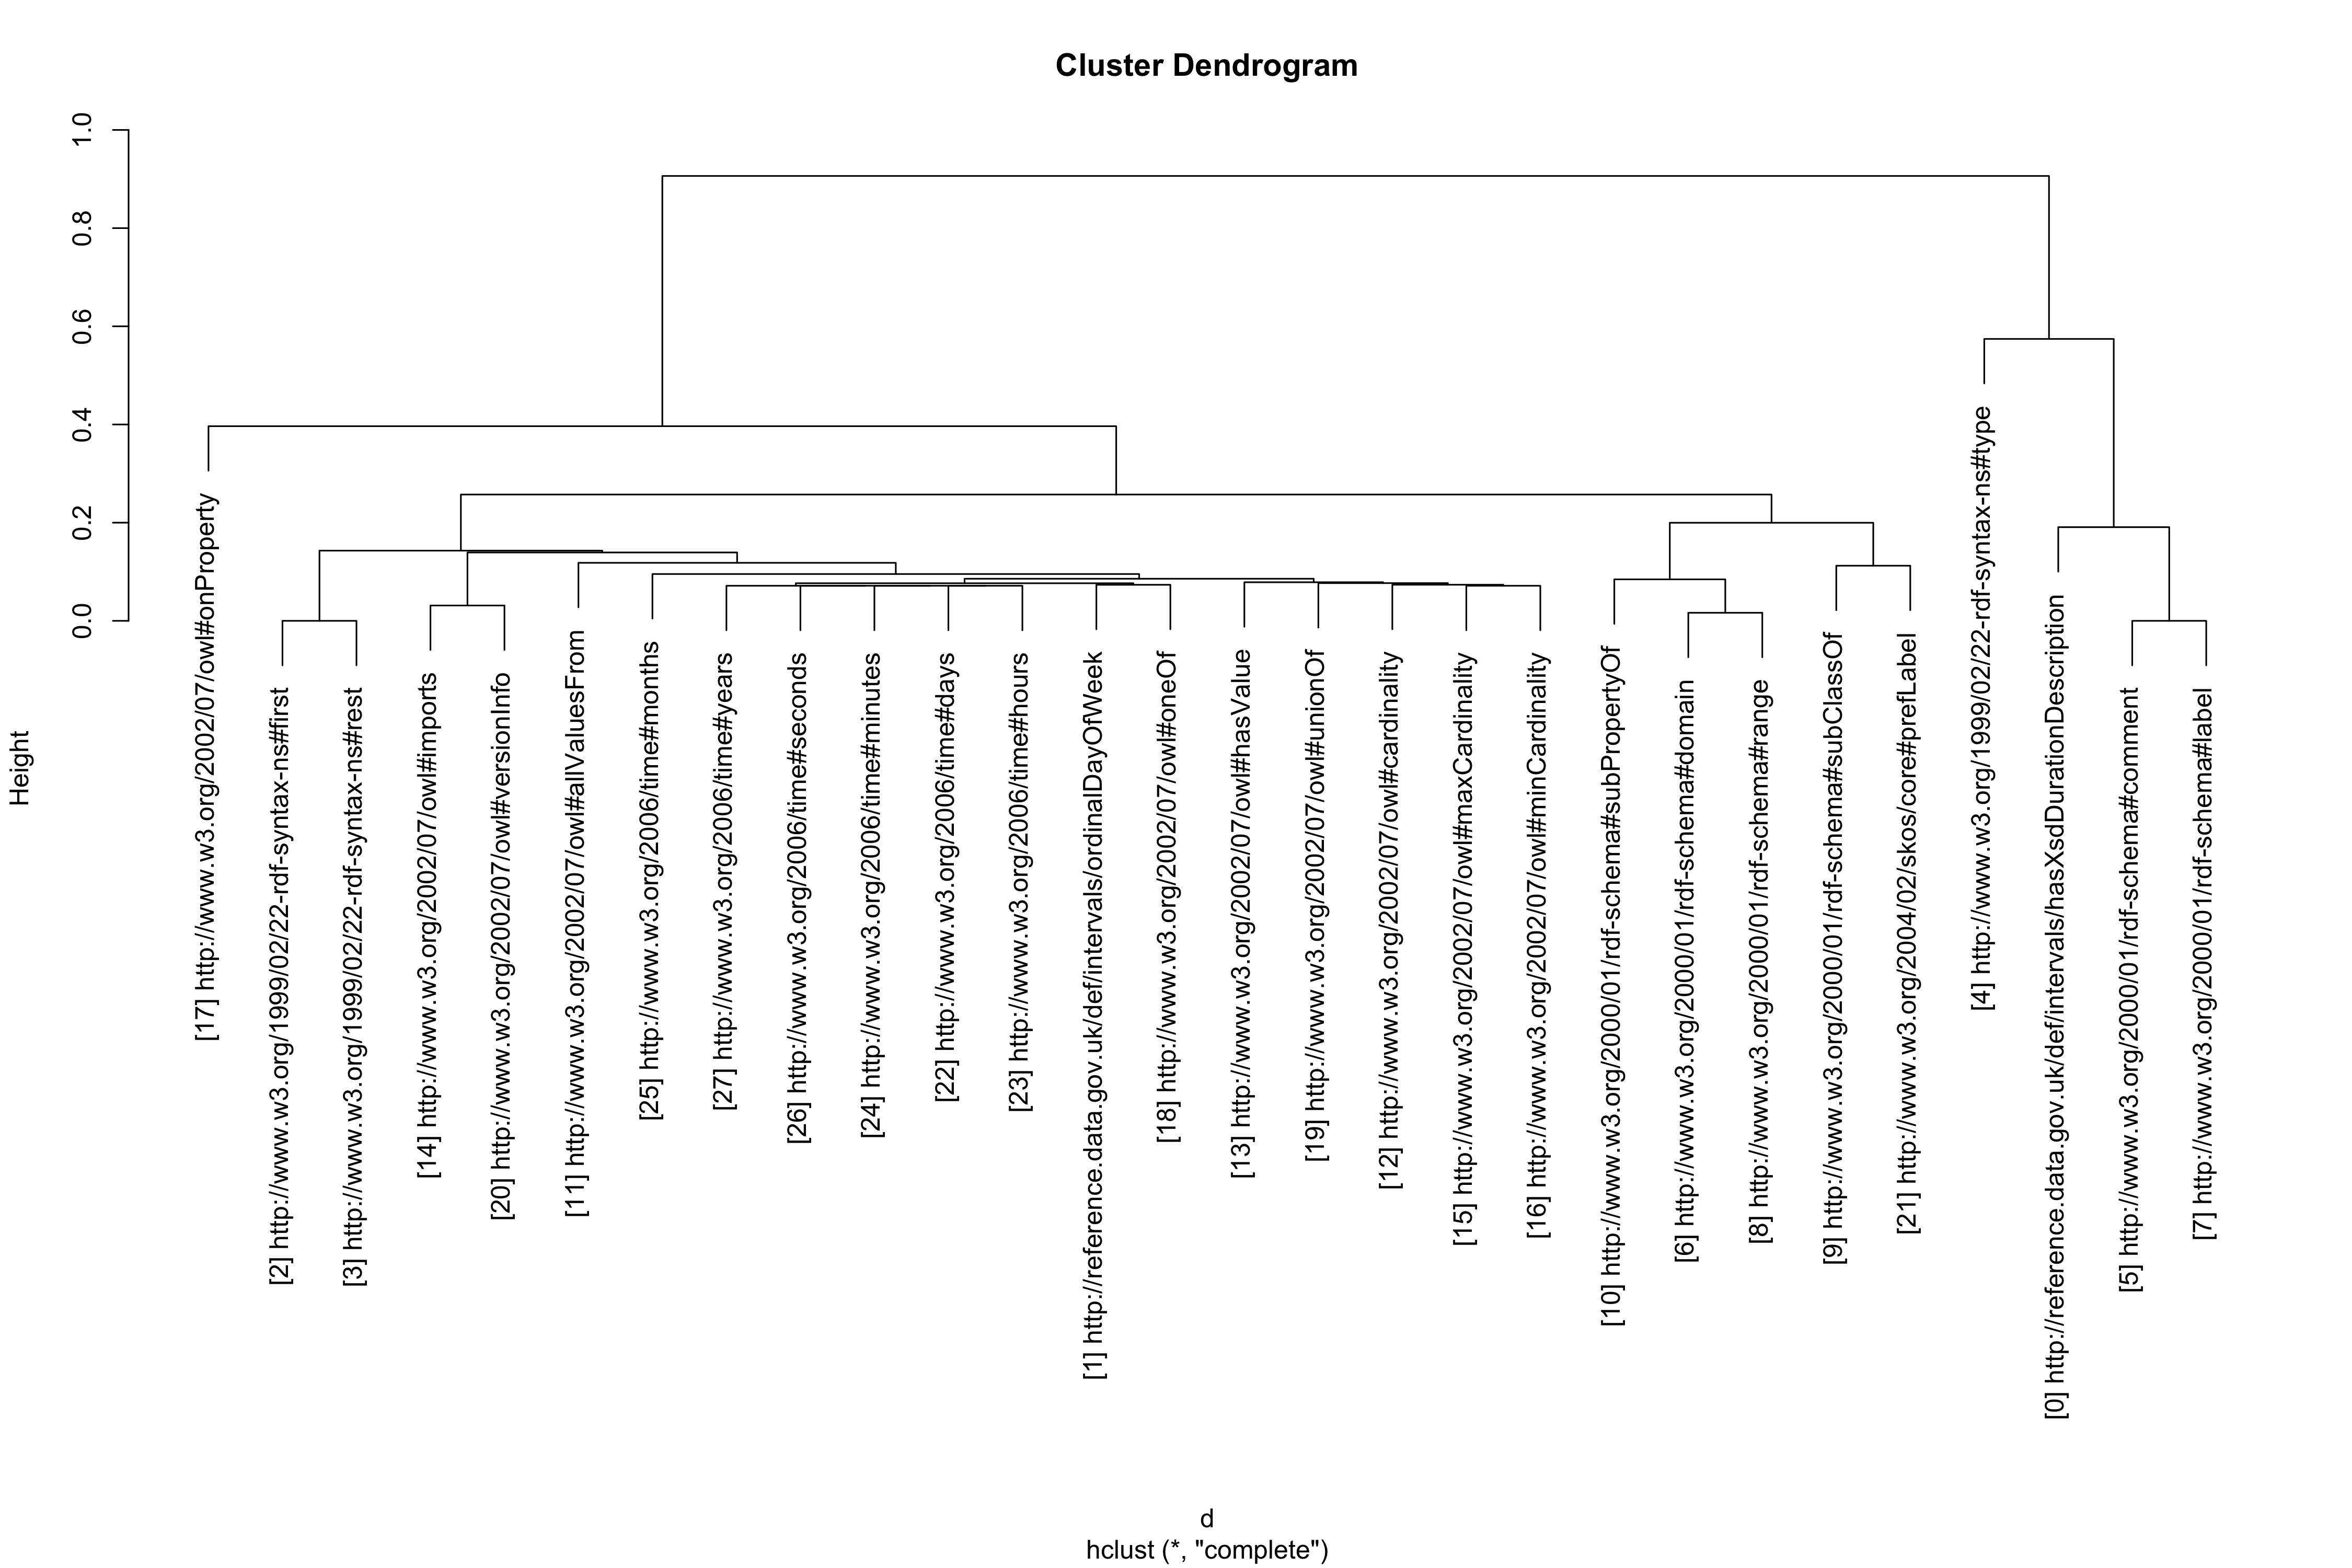 Cluster Dendrogram
1.0
0.8
0.6
0.4
0.2
0.0
Height
[17] http://www.w3.org/2002/07/owl#onProperty
[2] http://www.w3.org/1999/02/22-rdf-syntax-ns#first
[3] http://www.w3.org/1999/02/22-rdf-syntax-ns#rest
[14] http://www.w3.org/2002/07/owl#imports
[20] http://www.w3.org/2002/07/owl#versionInfo
[11] http://www.w3.org/2002/07/owl#allValuesFrom
[25] http://www.w3.org/2006/time#months
[27] http://www.w3.org/2006/time#years
[26] http://www.w3.org/2006/time#seconds
[24] http://www.w3.org/2006/time#minutes
[22] http://www.w3.org/2006/time#days
[23] http://www.w3.org/2006/time#hours
[1] http://reference.data.gov.uk/def/intervals/ordinalDayOfWeek
[18] http://www.w3.org/2002/07/owl#oneOf
[13] http://www.w3.org/2002/07/owl#hasValue
[19] http://www.w3.org/2002/07/owl#unionOf
[12] http://www.w3.org/2002/07/owl#cardinality
[15] http://www.w3.org/2002/07/owl#maxCardinality
[16] http://www.w3.org/2002/07/owl#minCardinality
[10] http://www.w3.org/2000/01/rdf-schema#subPropertyOf
[6] http://www.w3.org/2000/01/rdf-schema#domain
[8] http://www.w3.org/2000/01/rdf-schema#range
[9] http://www.w3.org/2000/01/rdf-schema#subClassOf
[21] http://www.w3.org/2004/02/skos/core#prefLabel
[4] http://www.w3.org/1999/02/22-rdf-syntax-ns#type
[0] http://reference.data.gov.uk/def/intervals/hasXsdDurationDescription
[5] http://www.w3.org/2000/01/rdf-schema#comment
[7] http://www.w3.org/2000/01/rdf-schema#label
d
hclust (*, "complete")